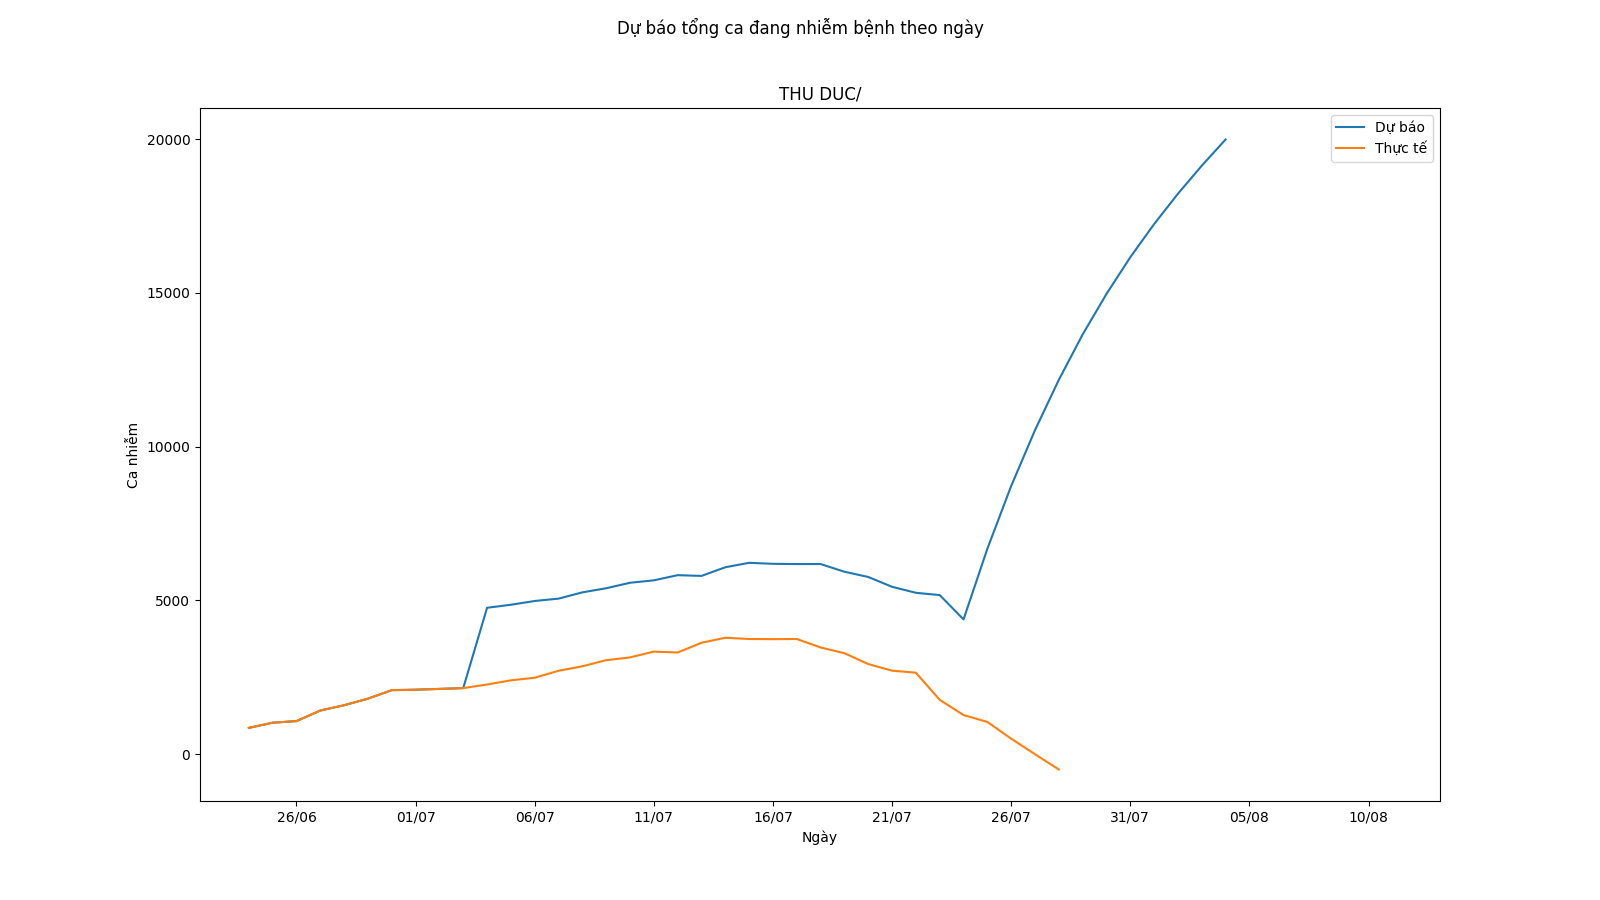 Dự báo tổng ca đang nhiễm bệnh theo ngày
THU DUC/
Dự báo
Thực tế
20000
15000
10000
5000
0
Ca nhiễm
26/06 01/07 06/07 11/07 16/07 21/07 26/07 31/07 05/08 10/08
Ngày